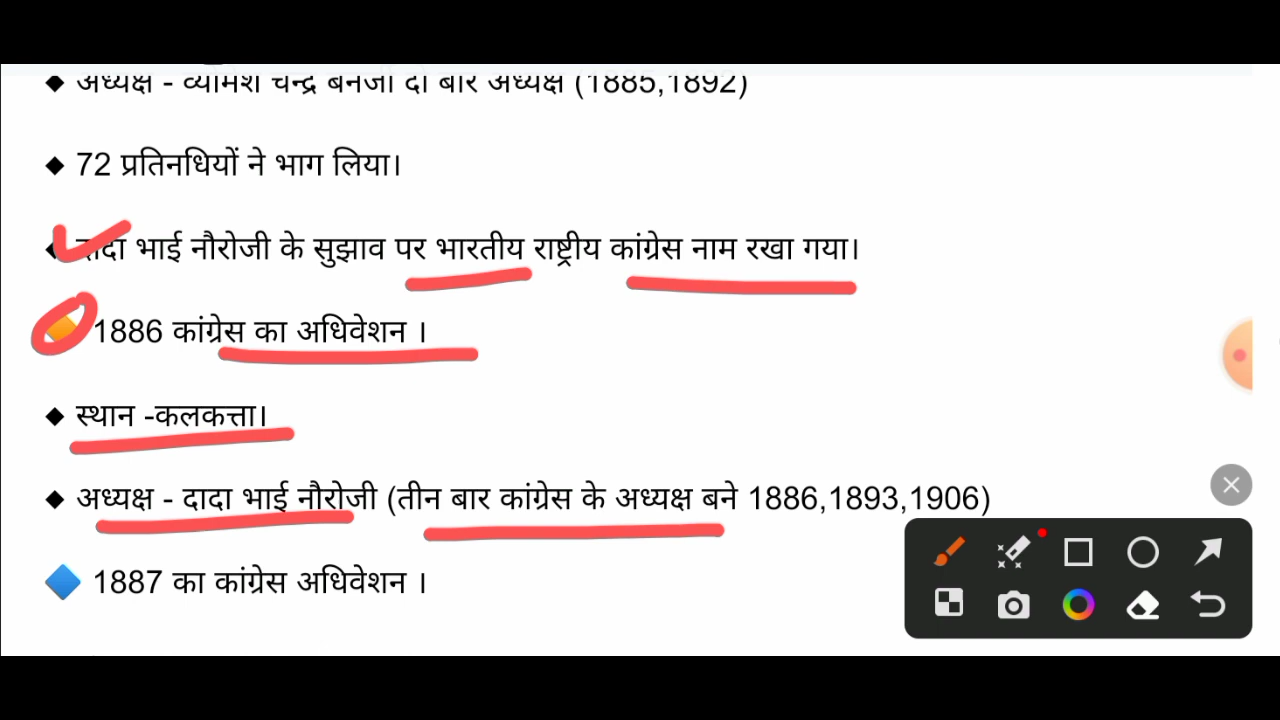 ◆ अध्यक्ष - व्योमेश चन्द्र बनर्जी दो बार अध्यक्ष (1885,1892)
◆ 72 प्रतिनधियों ने भाग लिया।
◆ दादा भाई नौरोजी के सुझाव पर भारतीय राष्ट्रीय कांग्रेस नाम रखा गया।
1886 कांग्रेस का अधिवेशन ।
◆ स्थान -कलकत्ता।
◆ अध्यक्ष - दादा भाई नौरोजी (तीन बार कांग्रेस के अध्यक्ष बने 1886,1893,1906)
1887 का कांग्रेस अधिवेशन ।